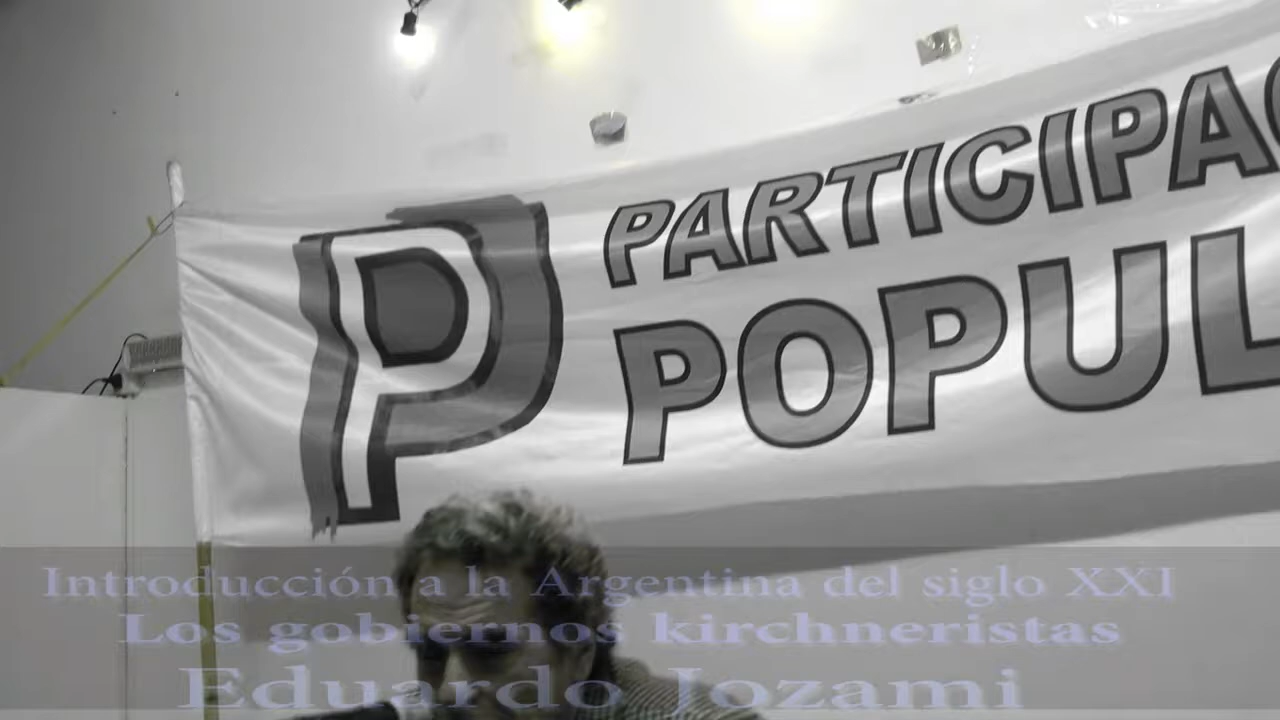 P
PARTICIPAC
POPUL
Introducción a la Argentina del siglo XXI
Los gobiernos kirchneristas
Eduardo Jozami